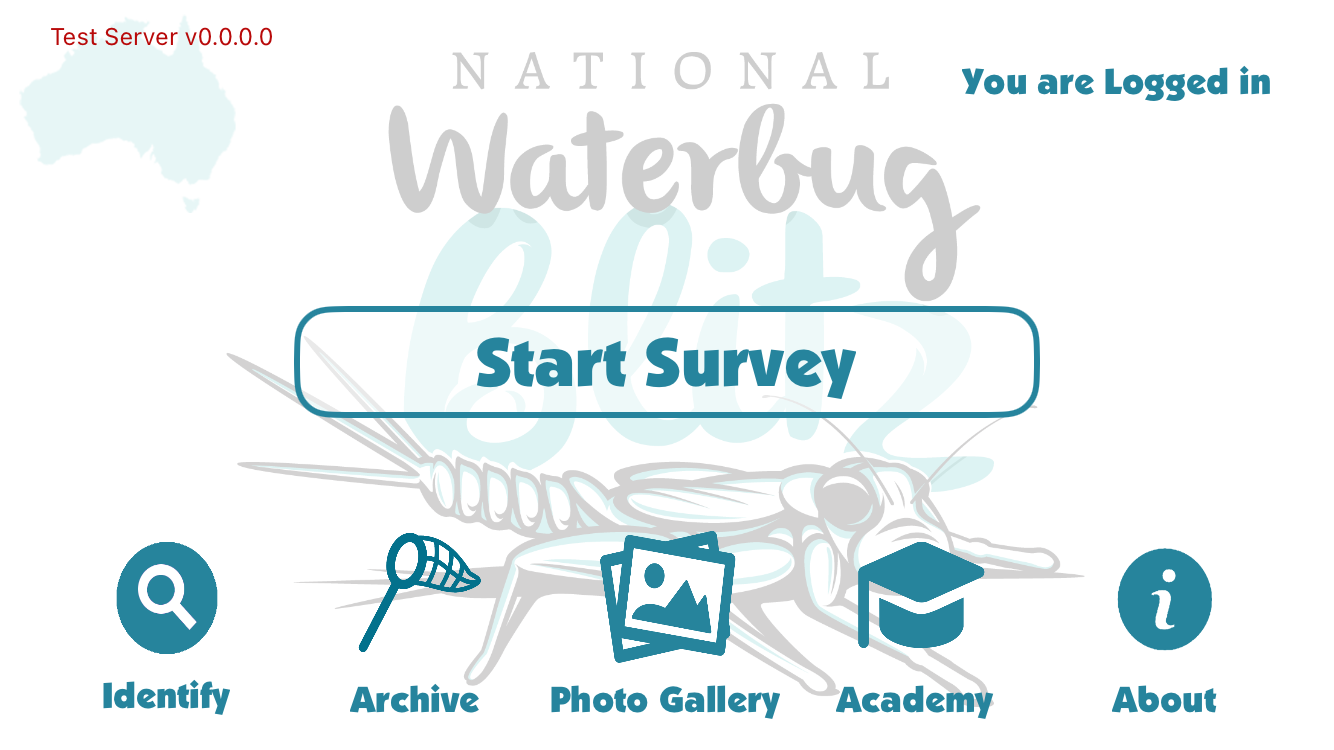 Test Server v0.0.0.0
NATIONAL
You are Logged in
Waterbug
blitz
Start Survey
Identify
Archive
Photo Gallery
Academy
About